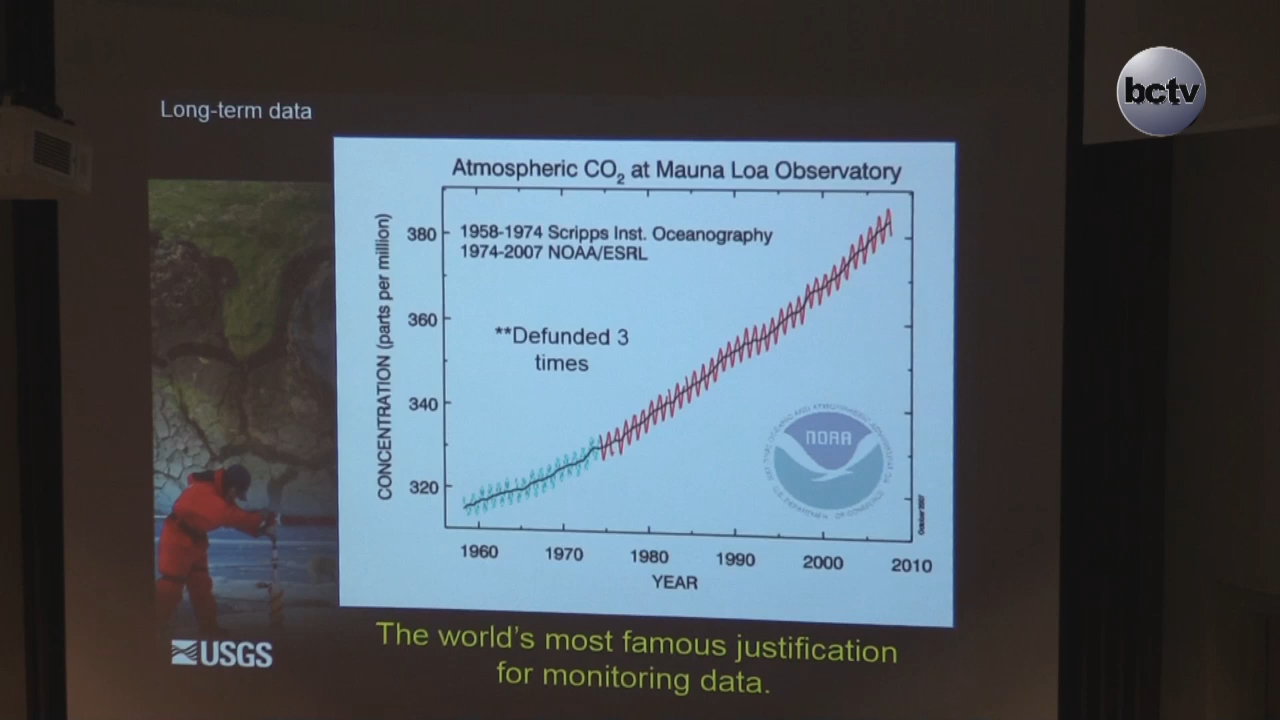 bctv
Long-term data
Atmospheric CO₂ at Mauna Loa Observatory
1958-1974 Scripps Inst. Oceanography
1974-2007 NOAA/ESRL
**Defunded 3
times
CONCENTRATION (parts per million)
380
360
340
320
NOAA
October 2007
1960 1970 1980 1990 2000 2010
YEAR
USGS
The world's most famous justification
for monitoring data.